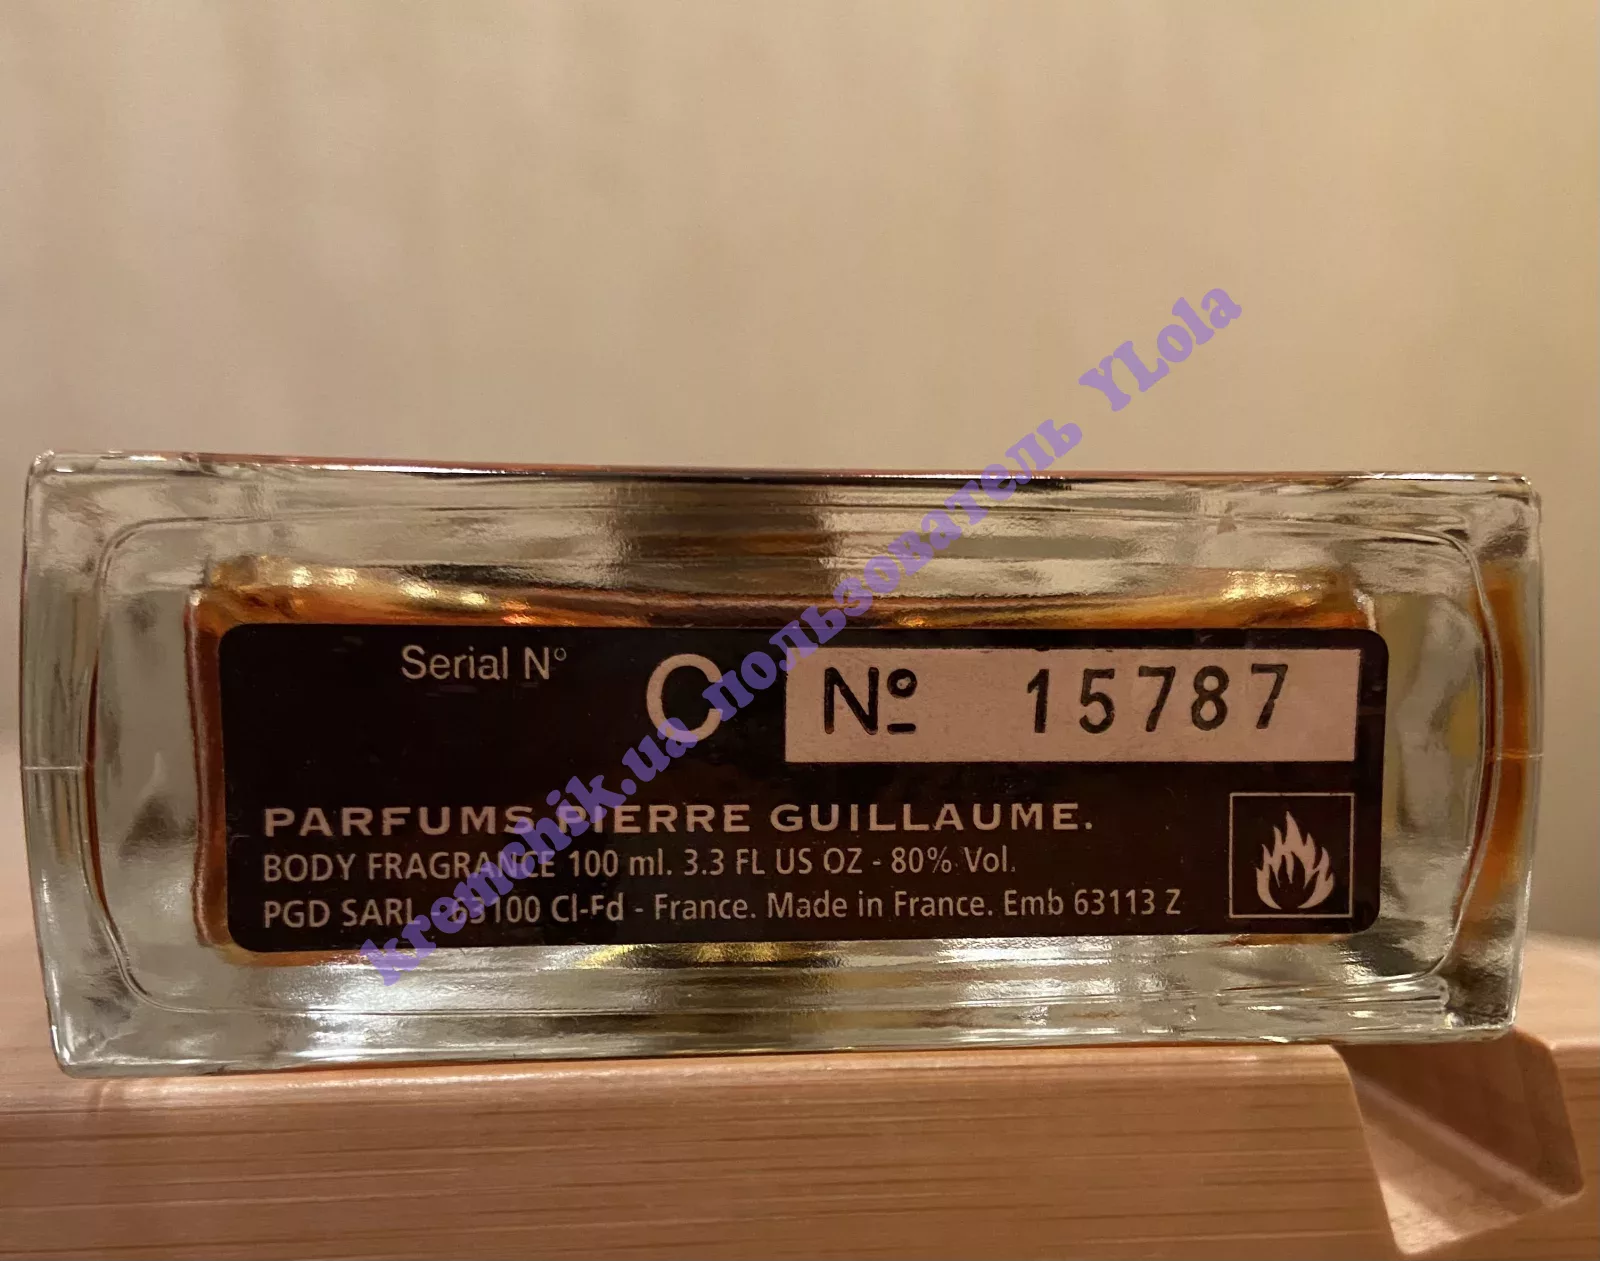 Serial N° C Nº 15787
PARFUMS PIERRE GUILLAUME.
BODY FRAGRANCE 100 ml. 3.3 FL US OZ - 80% Vol.
PGD SARL - 63100 Cl-Fd - France. Made in France. Emb 63113 Z
kremchik.ua пользователь YLola